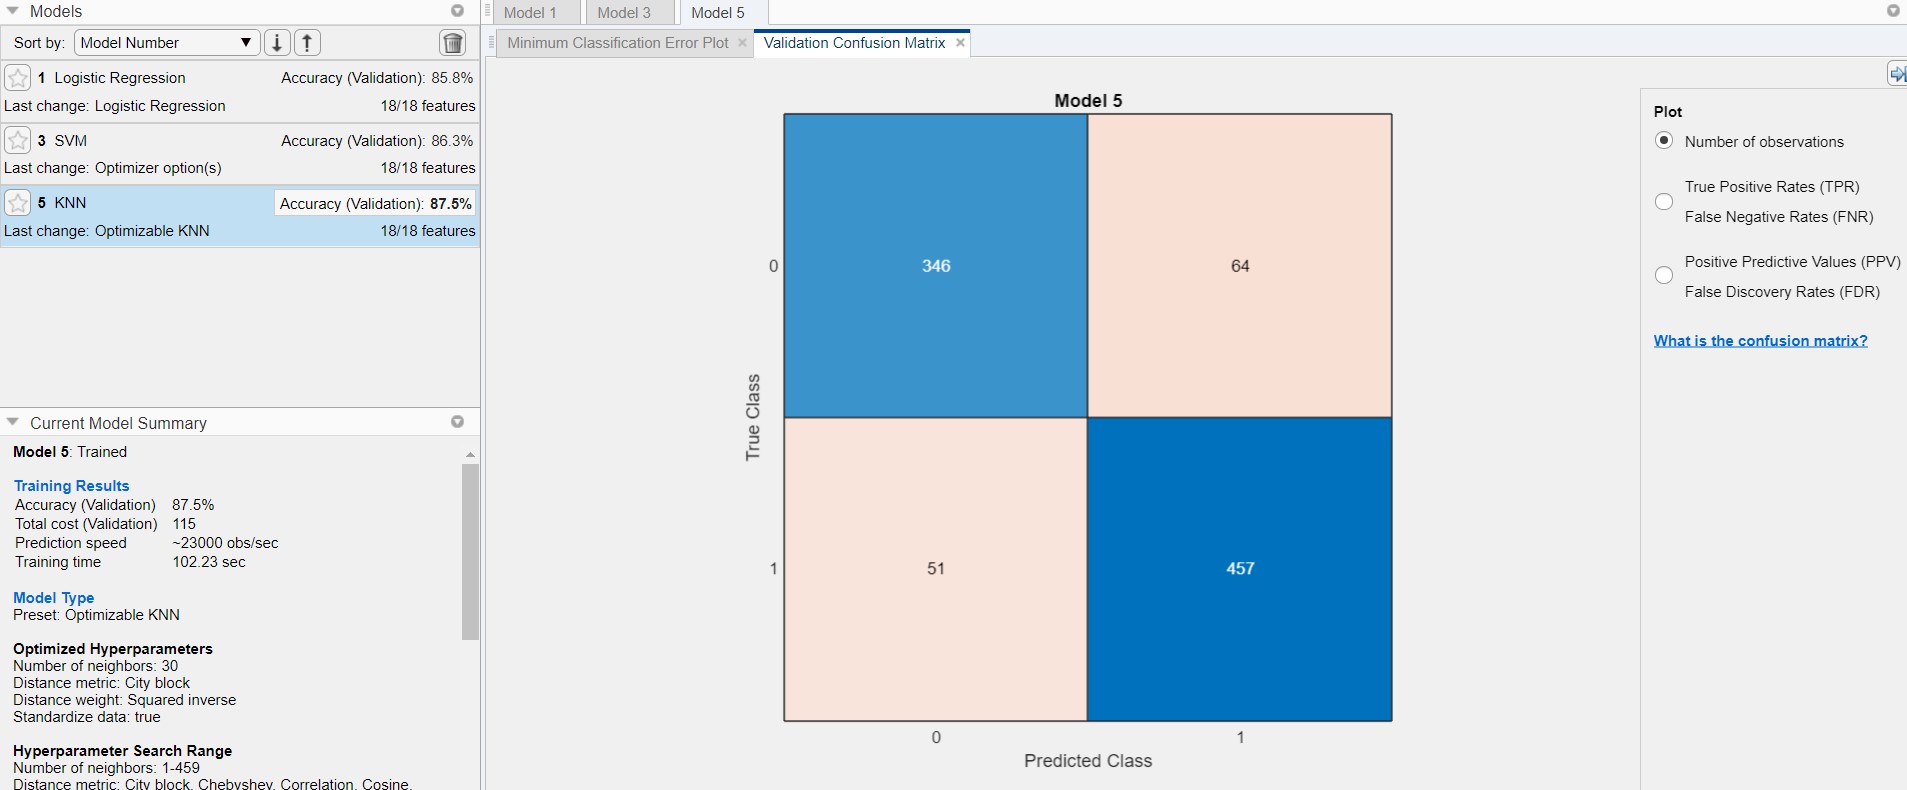 Models
Sort by: Model Number
1 Logistic Regression Accuracy (Validation): 85.8%
Last change: Logistic Regression 18/18 features
3 SVM Accuracy (Validation): 86.3%
Last change: Optimizer option(s) 18/18 features
5 KNN Accuracy (Validation): 87.5%
Last change: Optimizable KNN 18/18 features
Current Model Summary
Model 5: Trained
Training Results
Accuracy (Validation) 87.5%
Total cost (Validation) 115
Prediction speed ~23000 obs/sec
Training time 102.23 sec
Model Type
Preset: Optimizable KNN
Optimized Hyperparameters
Number of neighbors: 30
Distance metric: City block
Distance weight: Squared inverse
Standardize data: true
Hyperparameter Search Range
Number of neighbors: 1-459
Distance metric: City block, Chebyshev, Correlation, Cosine,
Model 1 Model 3 Model 5
Minimum Classification Error Plot Validation Confusion Matrix
Model 5
True Class
0 346 64
1 51 457
0 1
Predicted Class
Plot
Number of observations
True Positive Rates (TPR)
False Negative Rates (FNR)
Positive Predictive Values (PPV)
False Discovery Rates (FDR)
What is the confusion matrix?